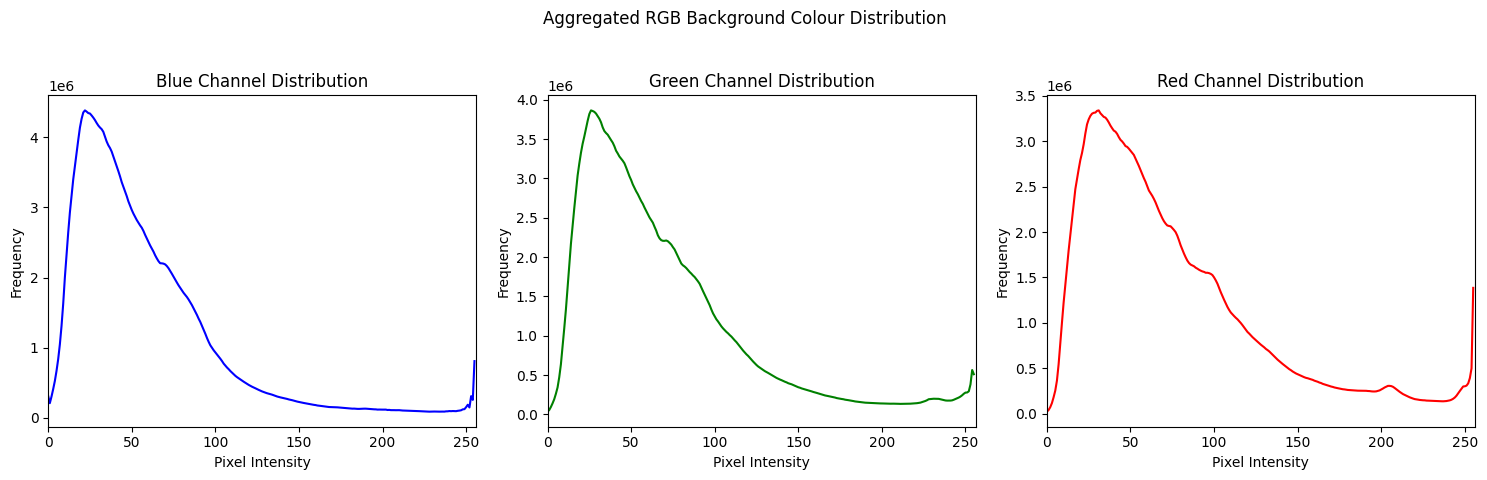 Aggregated RGB Background Colour Distribution
Blue Channel Distribution
1e6
Frequency
4
3
2
1
0
0 50 100 150 200 250
Pixel Intensity
Green Channel Distribution
1e6
Frequency
4.0
3.5
3.0
2.5
2.0
1.5
1.0
0.5
0.0
0 50 100 150 200 250
Pixel Intensity
Red Channel Distribution
1e6
Frequency
3.5
3.0
2.5
2.0
1.5
1.0
0.5
0.0
0 50 100 150 200 250
Pixel Intensity